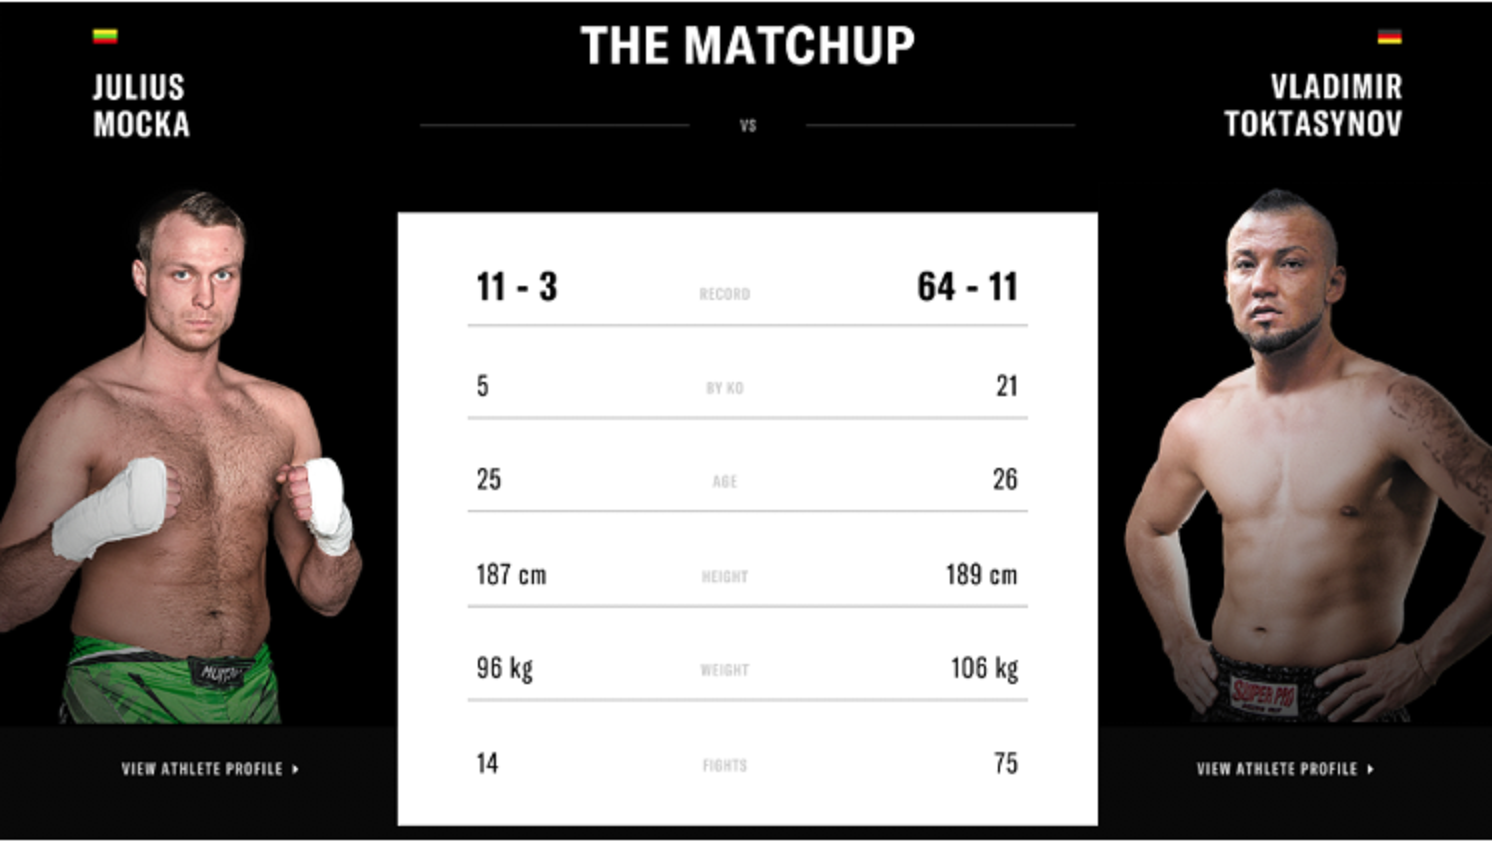 THE MATCHUP
JULIUS
MOCKA
VS
VLADIMIR
TOKTASYNOV
11 - 3 RECORD 64 - 11
5 BY KO 21
25 AGE 26
187 cm HEIGHT 189 cm
96 kg WEIGHT 106 kg
14 FIGHTS 75
SUPER PRO
VIEW ATHLETE PROFILE
VIEW ATHLETE PROFILE